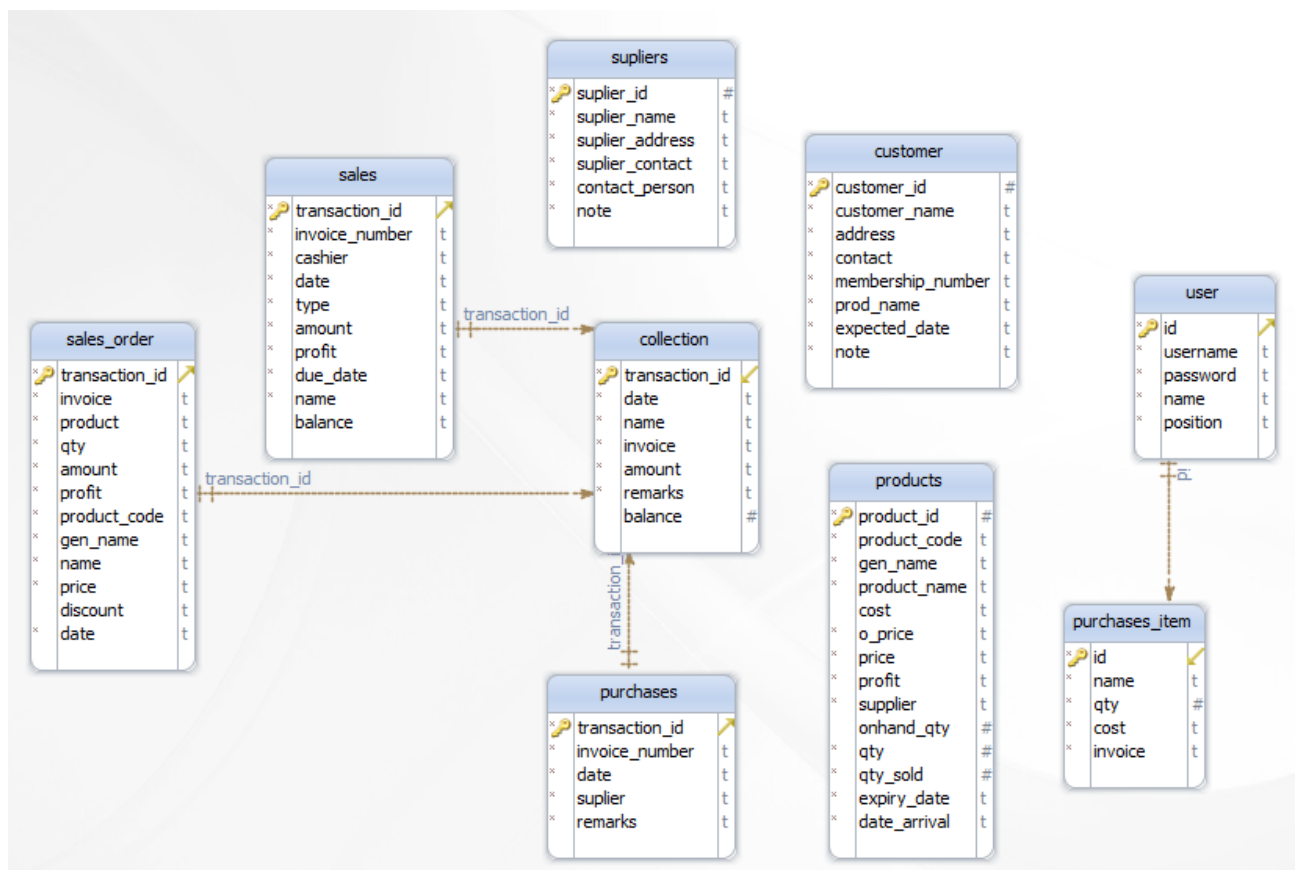 supliers
suplier_id #
suplier_name t
suplier_address t
suplier_contact t
contact_person t
note t
customer
customer_id #
customer_name t
address t
contact t
membership_number t
prod_name t
expected_date t
note t
sales
transaction_id
invoice_number t
cashier t
date t
type t
amount t
profit t
due_date t
name t
balance t
transaction_id
user
id
username t
password t
name t
position t
id
sales_order
transaction_id
invoice t
product t
qty t
amount t
profit t
product_code t
gen_name t
name t
price t
discount t
date t
transaction_id
collection
transaction_id
date t
name t
invoice t
amount t
remarks t
balance #
transaction_i
products
product_id #
product_code t
gen_name t
product_name t
cost t
o_price t
price t
profit t
supplier t
onhand_qty #
qty #
qty_sold #
expiry_date t
date_arrival t
purchases_item
id
name t
qty #
cost t
invoice t
purchases
transaction_id
invoice_number t
date t
suplier t
remarks t